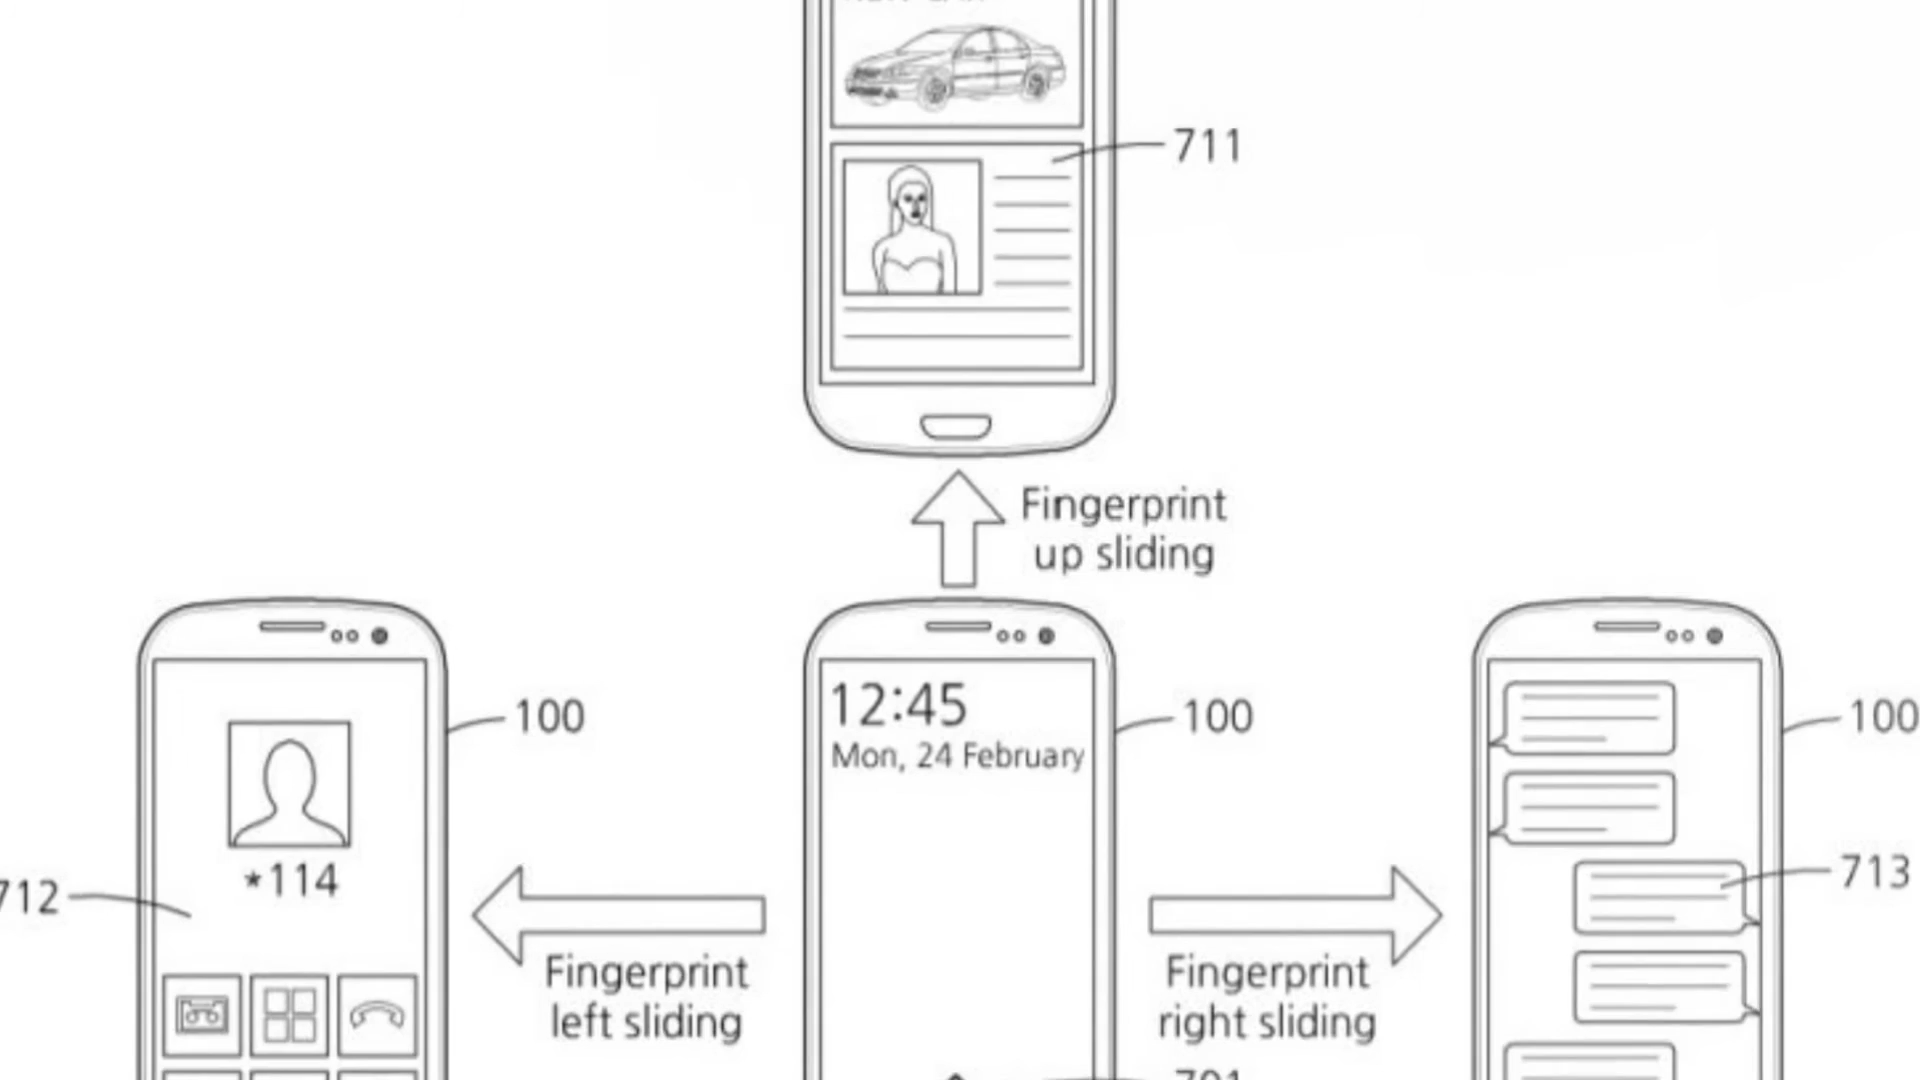 711
Fingerprint
up sliding
100
100
100
12:45
Mon, 24 February
*114
712
713
Fingerprint
left sliding
Fingerprint
right sliding